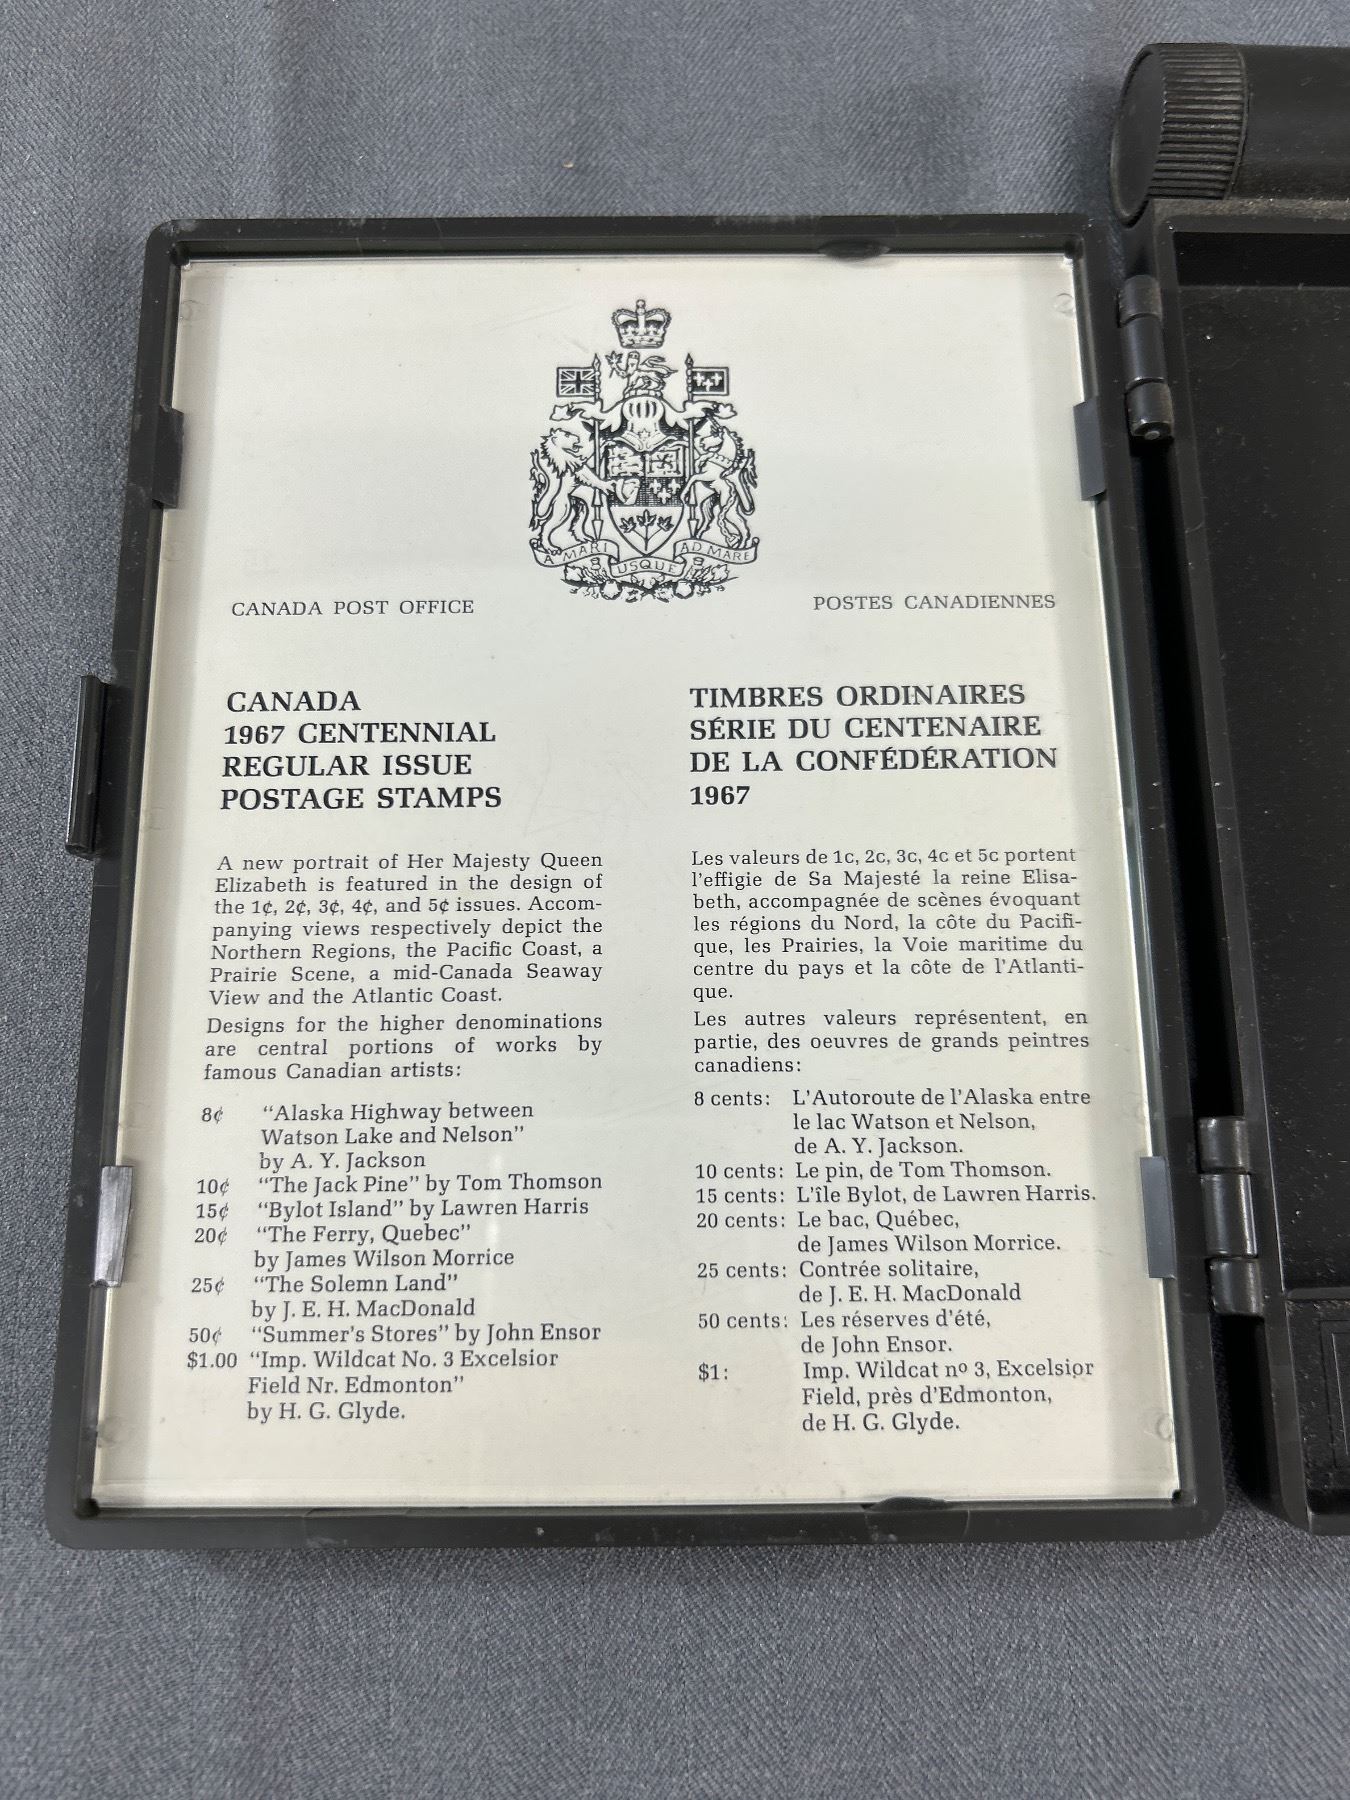 A MARI USQUE AD MARE
CANADA POST OFFICE
POSTES CANADIENNES
CANADA
1967 CENTENNIAL
REGULAR ISSUE
POSTAGE STAMPS
A new portrait of Her Majesty Queen
Elizabeth is featured in the design of
the 1¢, 2¢, 3¢, 4¢, and 5¢ issues. Accom-
panying views respectively depict the
Northern Regions, the Pacific Coast, a
Prairie Scene, a mid-Canada Seaway
View and the Atlantic Coast.
Designs for the higher denominations
are central portions of works by
famous Canadian artists:
8¢ "Alaska Highway between
Watson Lake and Nelson"
by A. Y. Jackson
10¢ "The Jack Pine" by Tom Thomson
15¢ "Bylot Island" by Lawren Harris
20¢ "The Ferry, Quebec"
by James Wilson Morrice
25¢ "The Solemn Land"
by J. E. H. MacDonald
50¢ "Summer's Stores" by John Ensor
$1.00 "Imp. Wildcat No. 3 Excelsior
Field Nr. Edmonton"
by H. G. Glyde.
TIMBRES ORDINAIRES
SÉRIE DU CENTENAIRE
DE LA CONFÉDÉRATION
1967
Les valeurs de 1c, 2c, 3c, 4c et 5c portent
l'effigie de Sa Majesté la reine Elisa-
beth, accompagnée de scènes évoquant
les régions du Nord, la côte du Pacifi-
que, les Prairies, la Voie maritime du
centre du pays et la côte de l'Atlanti-
que.
Les autres valeurs représentent, en
partie, des oeuvres de grands peintres
canadiens:
8 cents: L'Autoroute de l'Alaska entre
le lac Watson et Nelson,
de A. Y. Jackson.
10 cents: Le pin, de Tom Thomson.
15 cents: L'île Bylot, de Lawren Harris.
20 cents: Le bac, Québec,
de James Wilson Morrice.
25 cents: Contrée solitaire,
de J. E. H. MacDonald
50 cents: Les réserves d'été,
de John Ensor.
$1: Imp. Wildcat nº 3, Excelsior
Field, près d'Edmonton,
de H. G. Glyde.